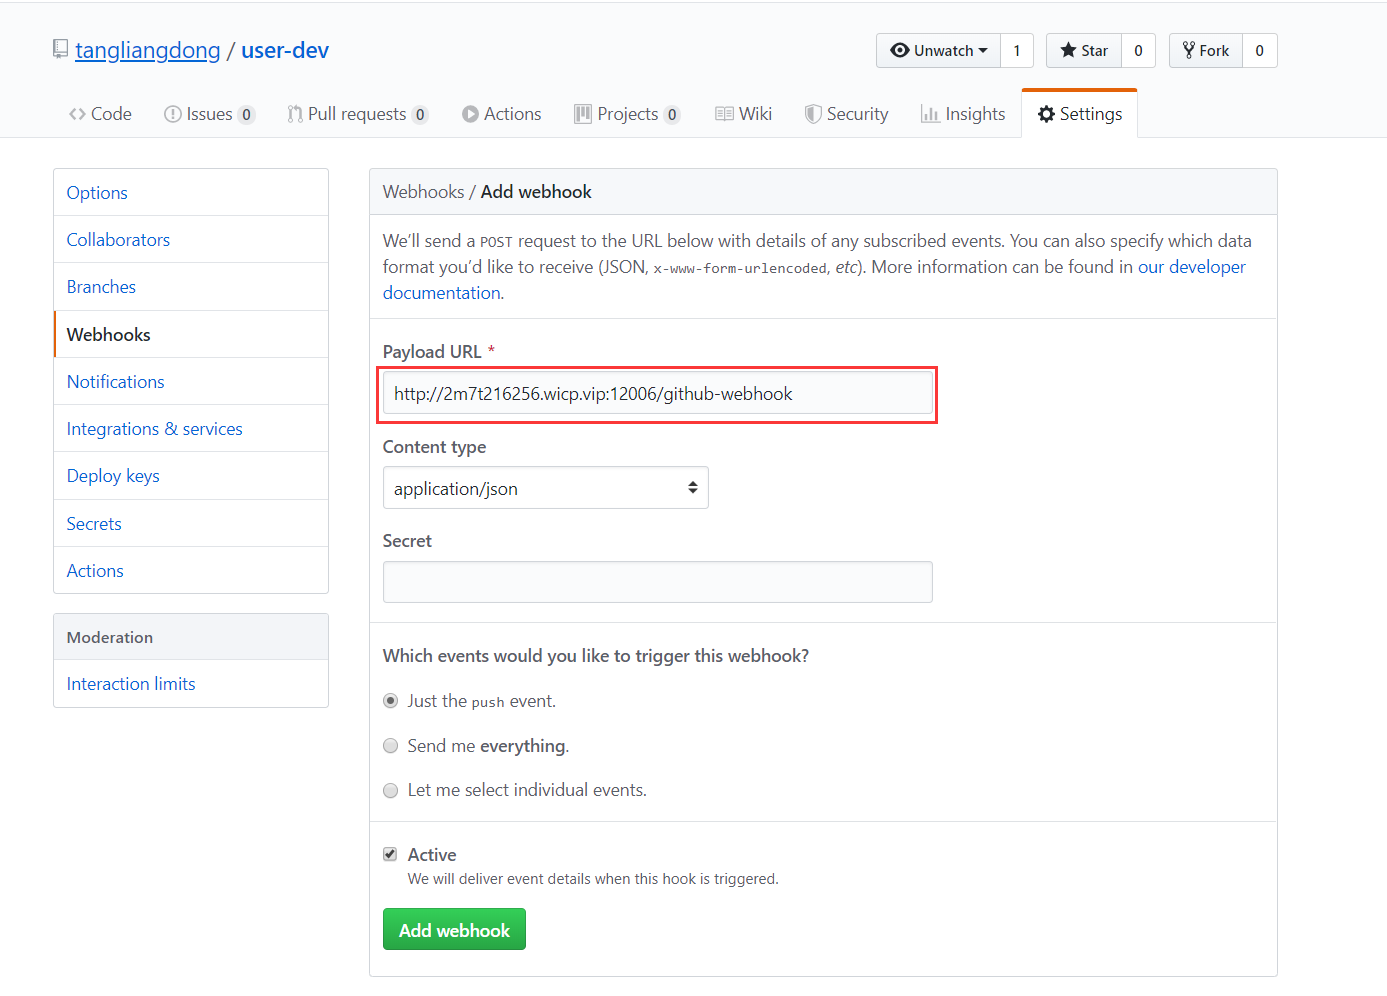 tangliangdong / user-dev
Unwatch 1 Star 0 Fork 0
Code Issues 0 Pull requests 0 Actions Projects 0 Wiki Security Insights Settings
Options
Collaborators
Branches
Webhooks
Notifications
Integrations & services
Deploy keys
Secrets
Actions
Moderation
Interaction limits
Webhooks / Add webhook
We’ll send a POST request to the URL below with details of any subscribed events. You can also specify which data
format you’d like to receive (JSON, x-www-form-urlencoded, etc). More information can be found in our developer
documentation.
Payload URL *
http://2m7t216256.wicp.vip:12006/github-webhook
Content type
application/json
Secret
Which events would you like to trigger this webhook?
Just the push event.
Send me everything.
Let me select individual events.
Active
We will deliver event details when this hook is triggered.
Add webhook